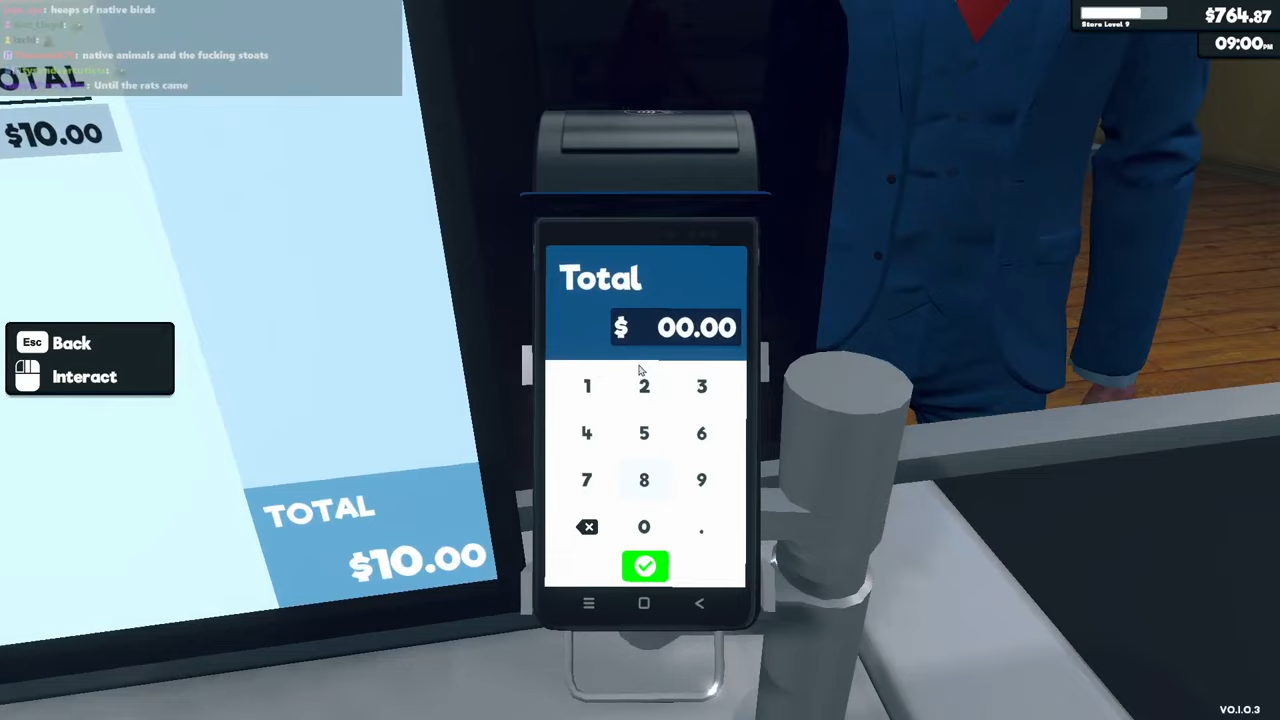 : heaps of native birds
: native animals and the fucking stoats
: Until the rats came
OTAL
$10.00
TOTAL
$10.00
Esc Back
Interact
Total
$ 00.00
1 2 3
4 5 6
7 8 9
0 .
$764.87
Store Level 9
09:00PM
V0.1.0.3